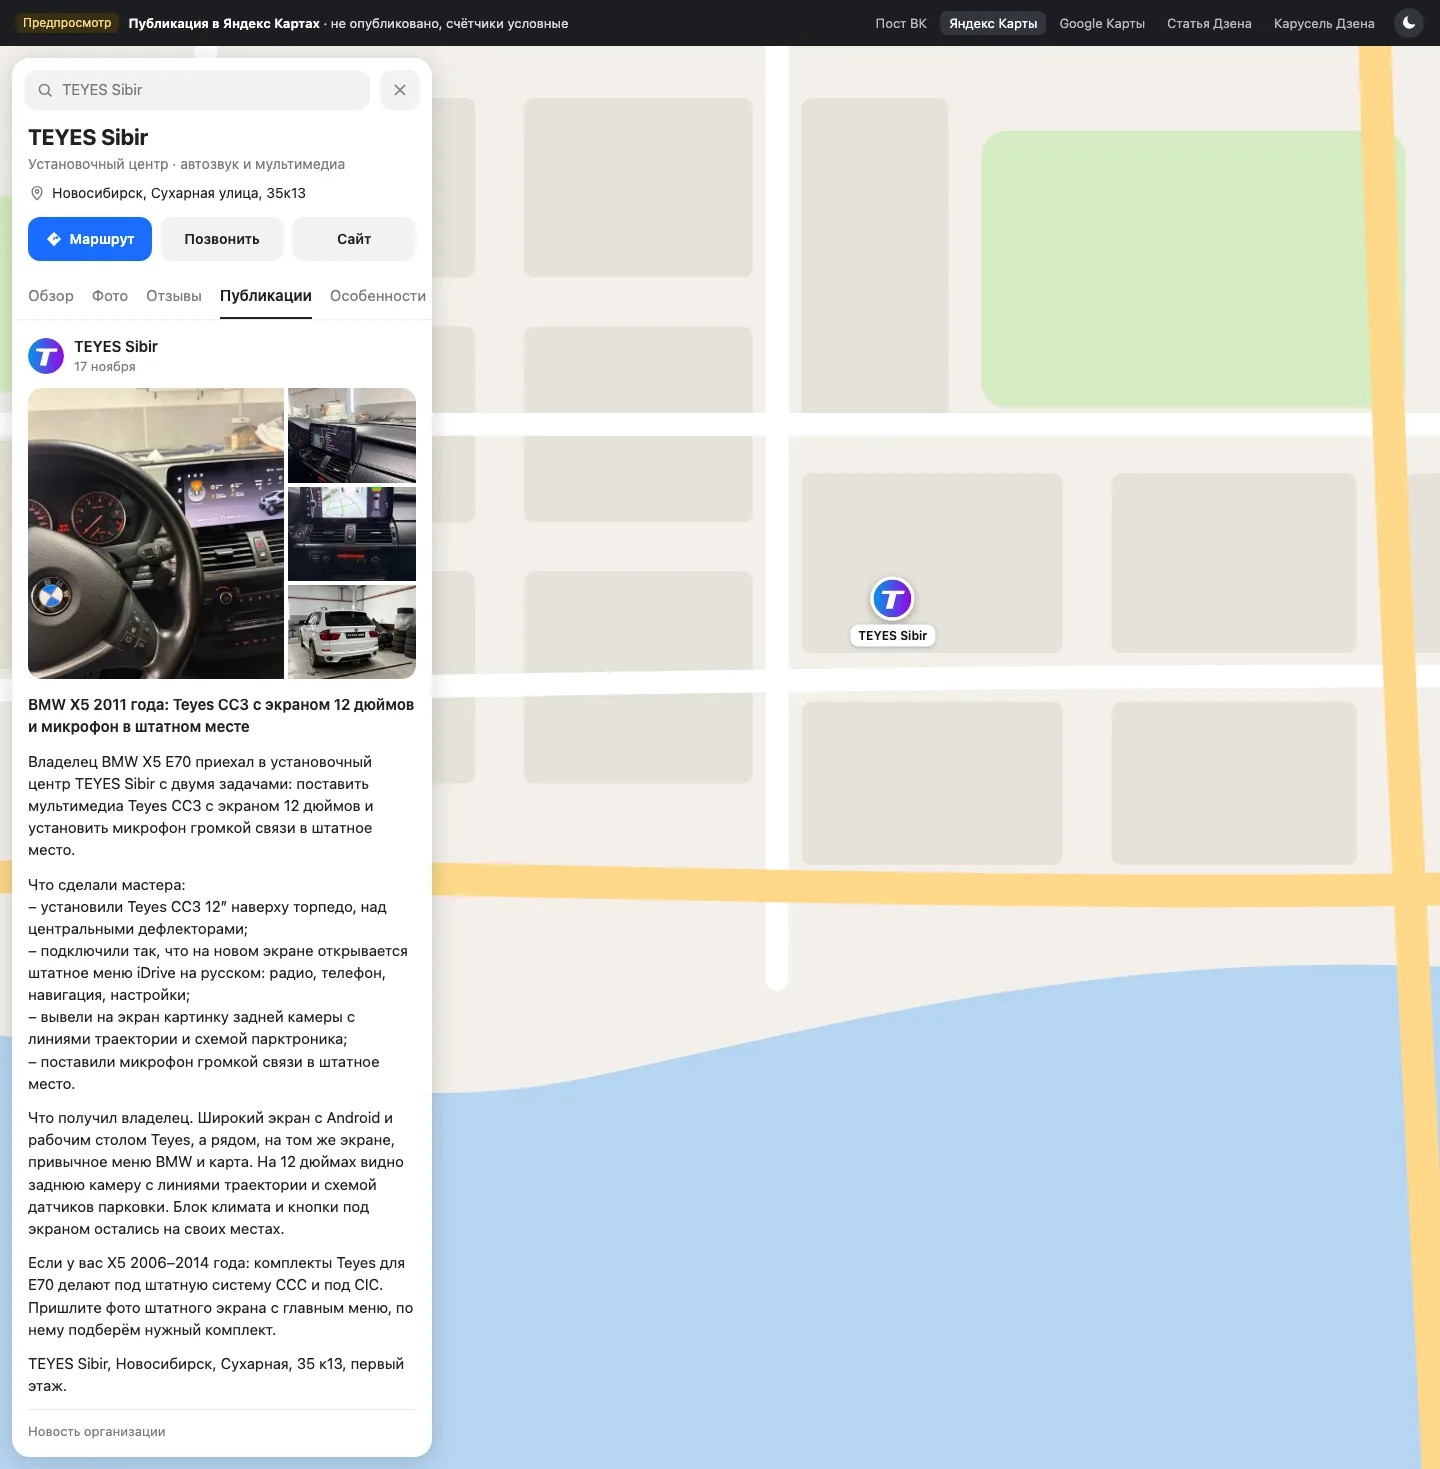 Предпросмотр Публикация в Яндекс Картах · не опубликовано, счётчики условные
Пост ВК Яндекс Карты Google Карты Статья Дзена Карусель Дзена
TEYES Sibir
TEYES Sibir
Установочный центр · автозвук и мультимедиа
Новосибирск, Сухарная улица, 35к13
Маршрут Позвонить Сайт
Обзор Фото Отзывы Публикации Особенности
TEYES Sibir
17 ноября
BMW X5 2011 года: Teyes CC3 с экраном 12 дюймов
и микрофон в штатном месте
Владелец BMW X5 E70 приехал в установочный
центр TEYES Sibir с двумя задачами: поставить
мультимедиа Teyes CC3 с экраном 12 дюймов и
установить микрофон громкой связи в штатное
место.
Что сделали мастера:
– установили Teyes CC3 12″ наверху торпедо, над
центральными дефлекторами;
– подключили так, что на новом экране открывается
штатное меню iDrive на русском: радио, телефон,
навигация, настройки;
– вывели на экран картинку задней камеры с
линиями траектории и схемой парктроника;
– поставили микрофон громкой связи в штатное
место.
Что получил владелец. Широкий экран с Android и
рабочим столом Teyes, а рядом, на том же экране,
привычное меню BMW и карта. На 12 дюймах видно
заднюю камеру с линиями траектории и схемой
датчиков парковки. Блок климата и кнопки под
экраном остались на своих местах.
Если у вас X5 2006–2014 года: комплекты Teyes для
E70 делают под штатную систему CCC и под CIC.
Пришлите фото штатного экрана с главным меню, по
нему подберём нужный комплект.
TEYES Sibir, Новосибирск, Сухарная, 35 к13, первый
этаж.
Новость организации
TEYES Sibir